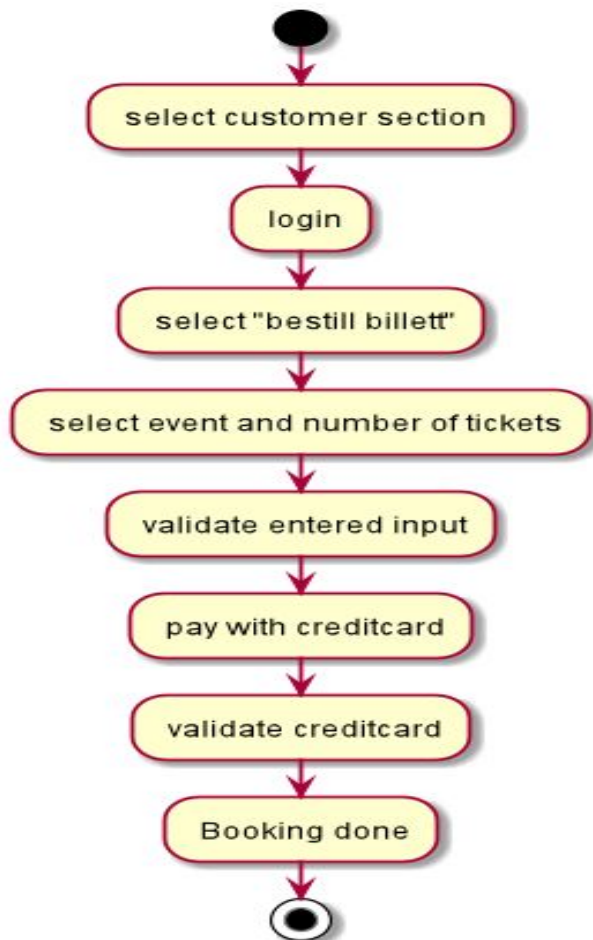 select customer section
login
select "bestill billett"
select event and number of tickets
validate entered input
pay with creditcard
validate creditcard
Booking done